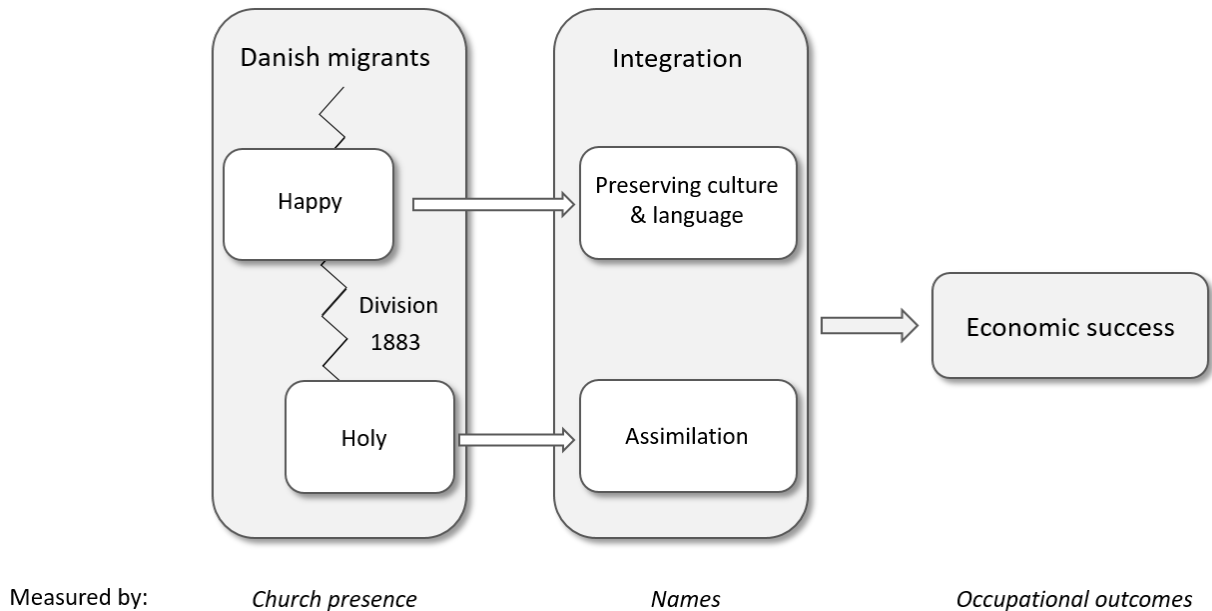 Danish migrants
Integration
Happy
Preserving culture
& language
Division
1883
Economic success
Holy
Assimilation
Measured by:
Church presence
Names
Occupational outcomes